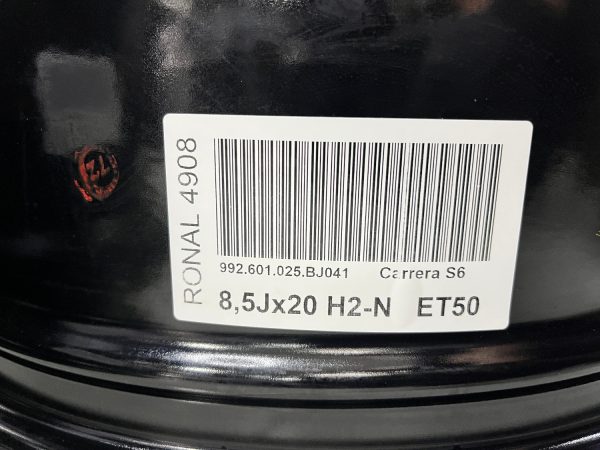 RONAL 4908
992.601.025.BJ041 Carrera S6
8,5Jx20 H2-N ET50